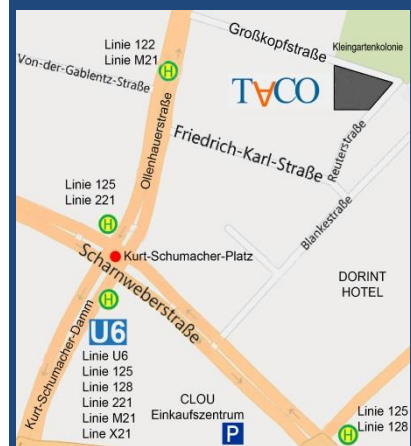 Großkopfstraße
Kleingartenkolonie
Linie 122
Linie M21
H
Von-der-Gablentz-Straße
TACO
Ollenhauerstraße
Friedrich-Karl-Straße
Reuterstraße
Linie 125
Linie 221
H
Blankestraße
Kurt-Schumacher-Platz
Scharnweberstraße
DORINT
HOTEL
H
Kurt-Schumacher-Damm
U6
Linie U6
Linie 125
Linie 128
Linie 221
Linie M21
Line X21
CLOU
Einkaufszentrum
P
H
Linie 125
Linie 128